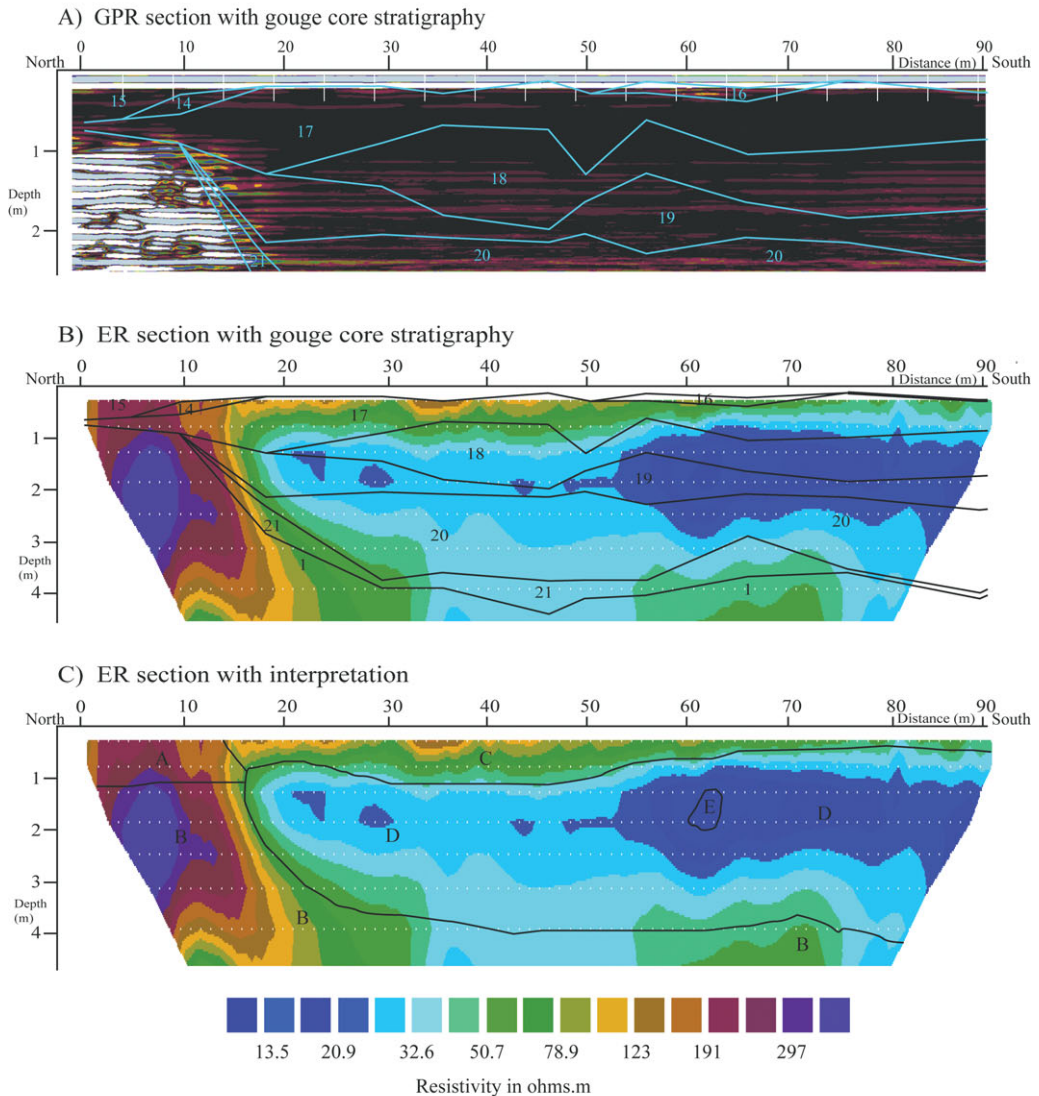 A) GPR section with gouge core stratigraphy
0 10 20 30 40 50 60 70 80 90
North Distance (m) South
15 14 16
17
1
18
Depth
(m)
19
2
20 20
21
B) ER section with gouge core stratigraphy
0 10 20 30 40 50 60 70 80 90
North Distance (m) South
15 14 17 16
1
18
19
2
21 20 20
3
1
Depth
(m)
4
21 1
C) ER section with interpretation
0 10 20 30 40 50 60 70 80 90
North Distance (m) South
A C
1
E D
B D
2
3
Depth
(m)
B
4
B
13.5 20.9 32.6 50.7 78.9 123 191 297
Resistivity in ohms.m